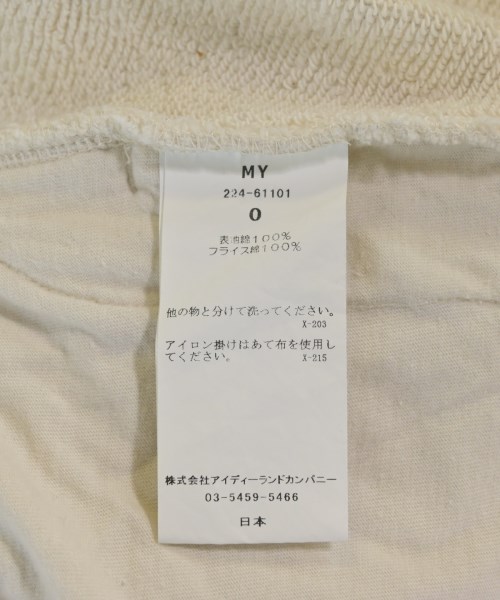 MY
224-61101
0
表地綿100%
フライス綿100%
他の物と分けて洗ってください。
X-203
アイロン掛けはあて布を使用し
てください。 X-215
株式会社アイディーランドカンパニー
03-5459-5466
日本